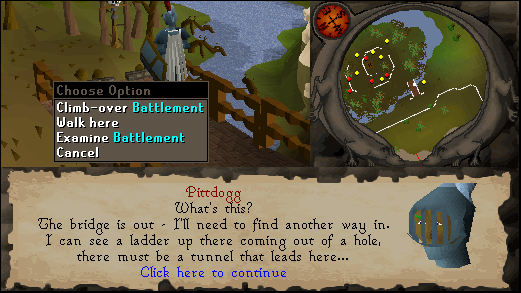 Choose Option
Climb-over Battlement
Walk here
Examine Battlement
Cancel
Pittdogg
What's this?
The bridge is out - I'll need to find another way in.
I can see a ladder up there coming out of a hole,
there must be a tunnel that leads here...
Click here to continue